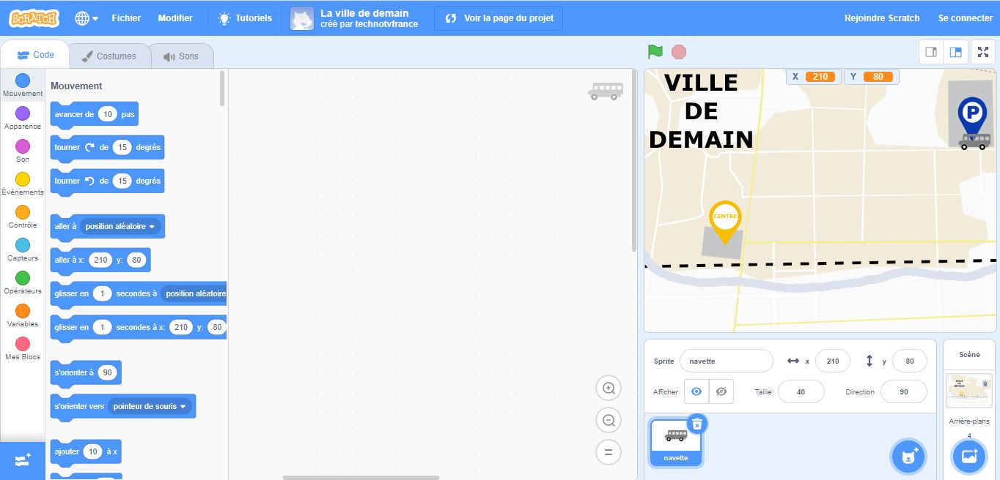 SCRATCH
Fichier
Modifier
Tutoriels
La ville de demain
créé par technotvfrance
Voir la page du projet
Rejoindre Scratch
Se connecter
Code
Costumes
Sons
Mouvement
Apparence
Son
Événements
Contrôle
Capteurs
Opérateurs
Variables
Mes Blocs
Mouvement
avancer de 10 pas
tourner de 15 degrés
tourner de 15 degrés
aller à position aléatoire
aller à x: 210 y: 80
glisser en 1 secondes à position aléatoire
glisser en 1 secondes à x: 210 y: 80
s'orienter à 90
s'orienter vers pointeur de souris
ajouter 10 à x
X 210 Y 80
VILLE
DE
DEMAIN
P
CENTRE
Sprite navette x 210 y 80
Afficher Taille 40 Direction 90
navette
Scène
VILLE
DE
DEMAIN
Arrière-plans
4